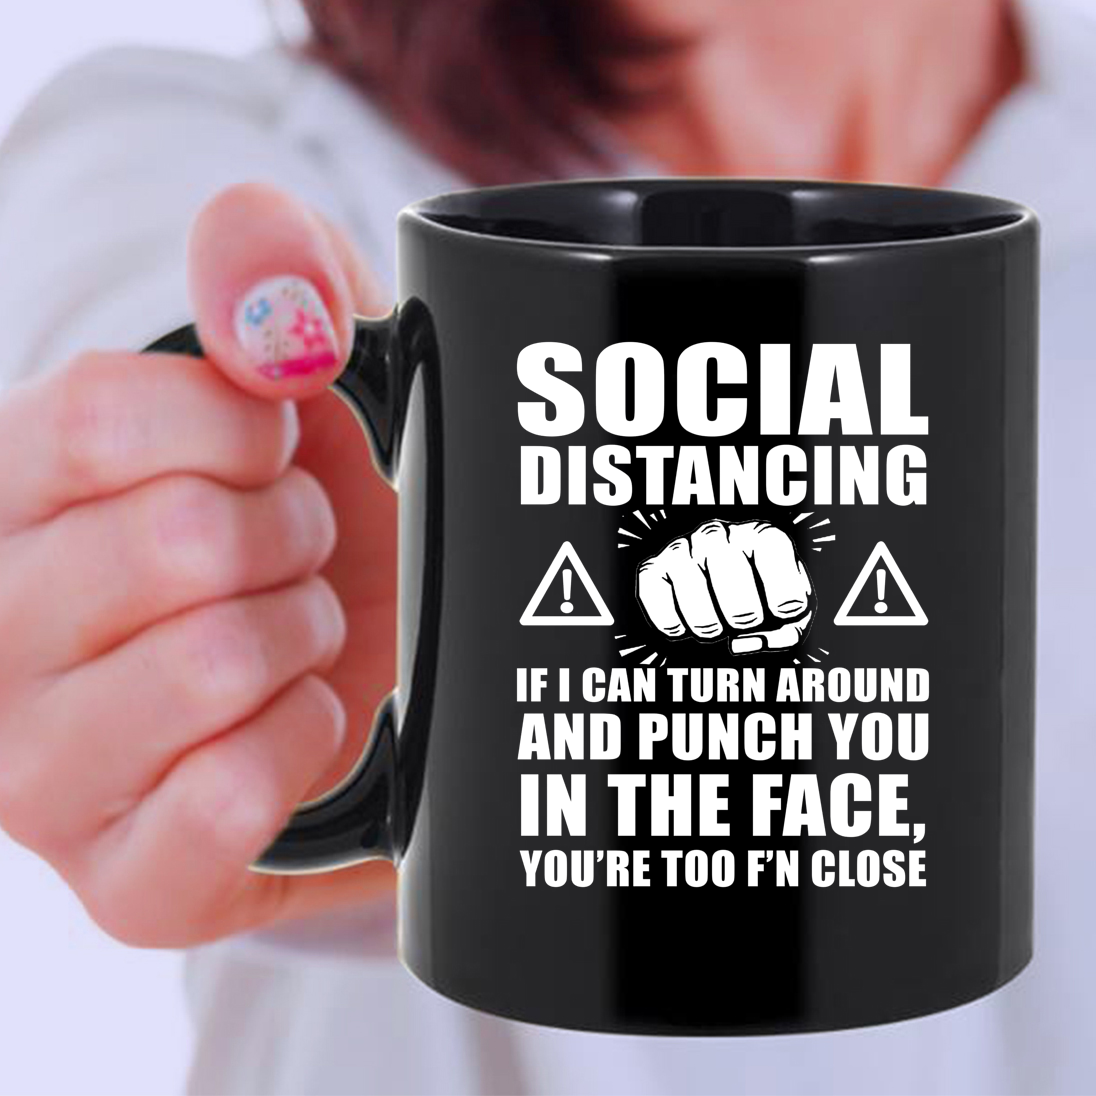 SOCIAL
DISTANCING
IF I CAN TURN AROUND
AND PUNCH YOU
IN THE FACE,
YOU'RE TOO F'N CLOSE